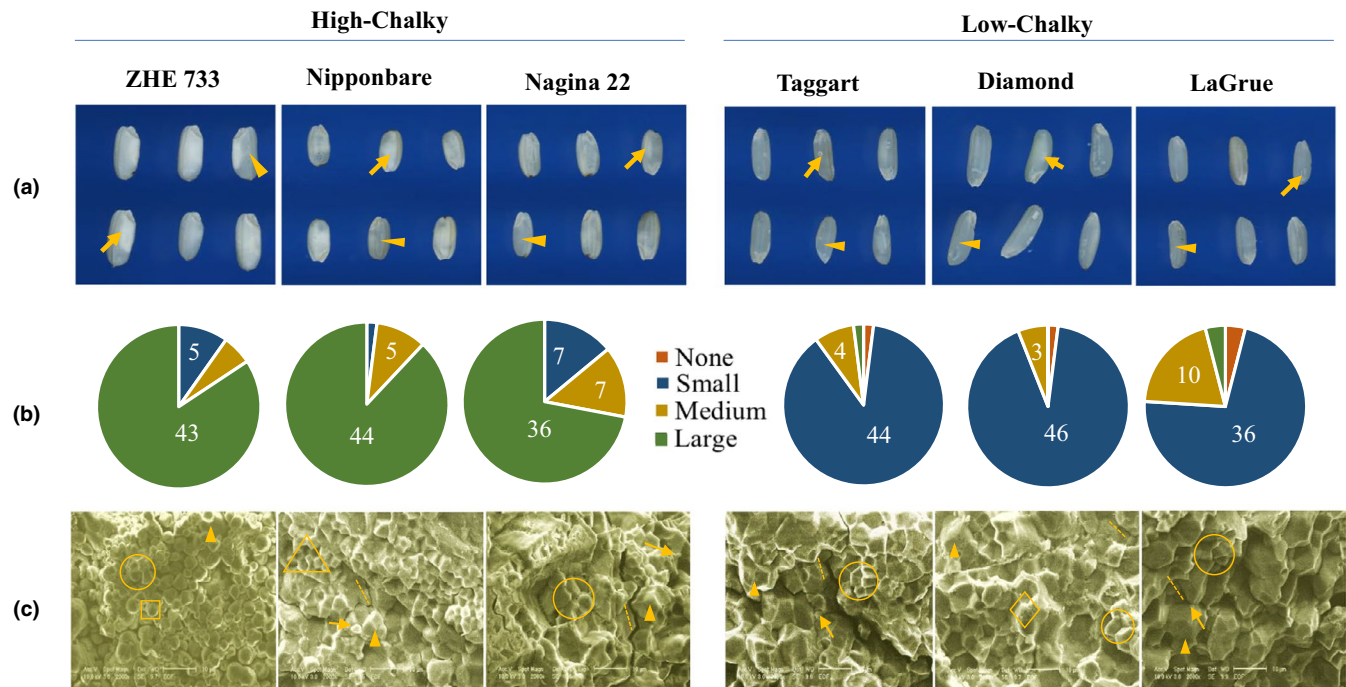 High-Chalky
Low-Chalky
ZHE 733
Nipponbare
Nagina 22
Taggart
Diamond
LaGrue
(a)
(b)
5
43
5
44
7
7
36
None
Small
Medium
Large
4
44
3
46
10
36
(c)